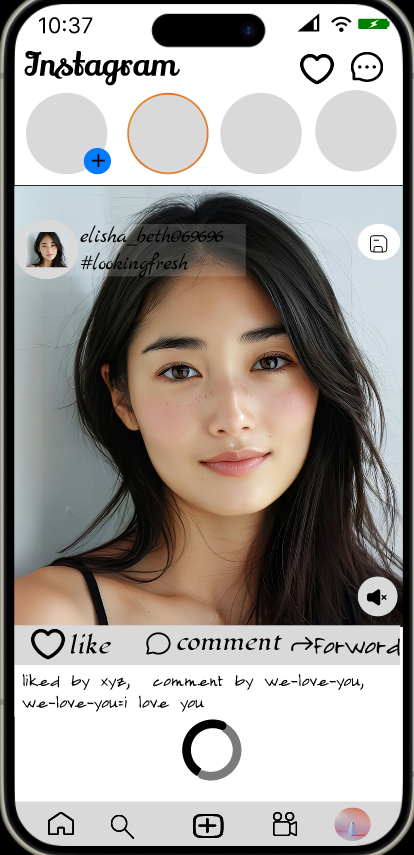 10:37
Instagram
elisha_beth@69696
#lookingfresh
like comment Forword
liked by xyz, comment by we-love-you,
we-love-you:i love you